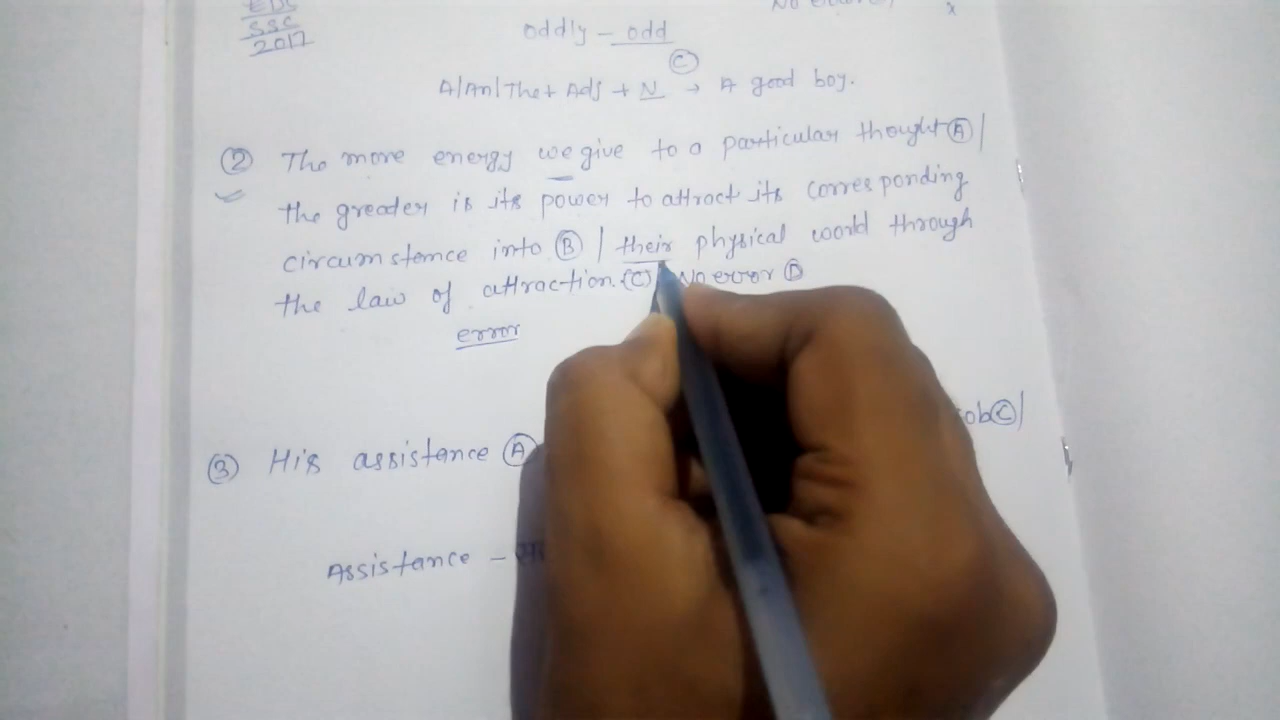 SSC
2017
oddly - odd
C
A/An/The + Adj + N → A good boy.
② The more energy we give to a particular thought Ⓐ /
the greater is its power to attract its corresponding
circumstance into Ⓑ / their physical world through
the law of attraction. (C) No error Ⓓ
error
③ His assistance Ⓐ job Ⓒ /
Assistance -